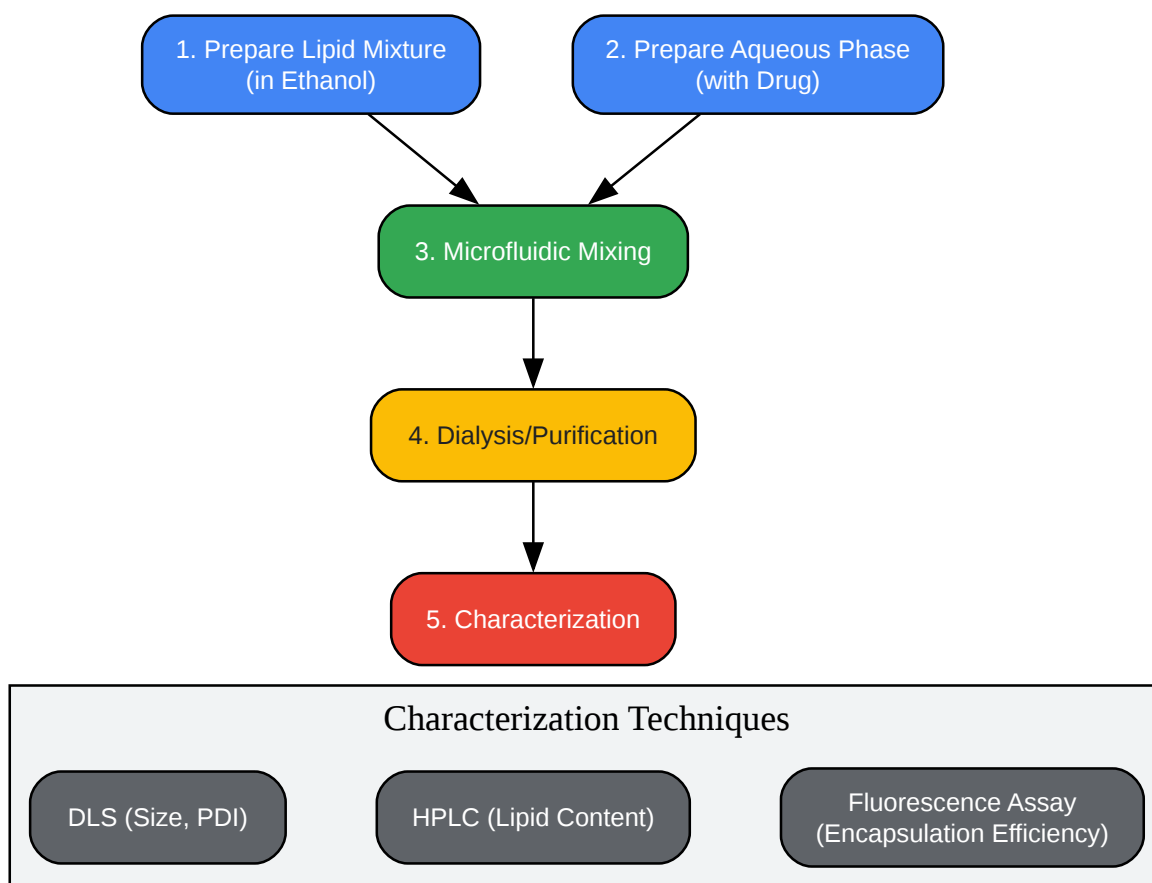 1. Prepare Lipid Mixture
(in Ethanol)
2. Prepare Aqueous Phase
(with Drug)
3. Microfluidic Mixing
4. Dialysis/Purification
5. Characterization
Characterization Techniques
DLS (Size, PDI)
HPLC (Lipid Content)
Fluorescence Assay
(Encapsulation Efficiency)